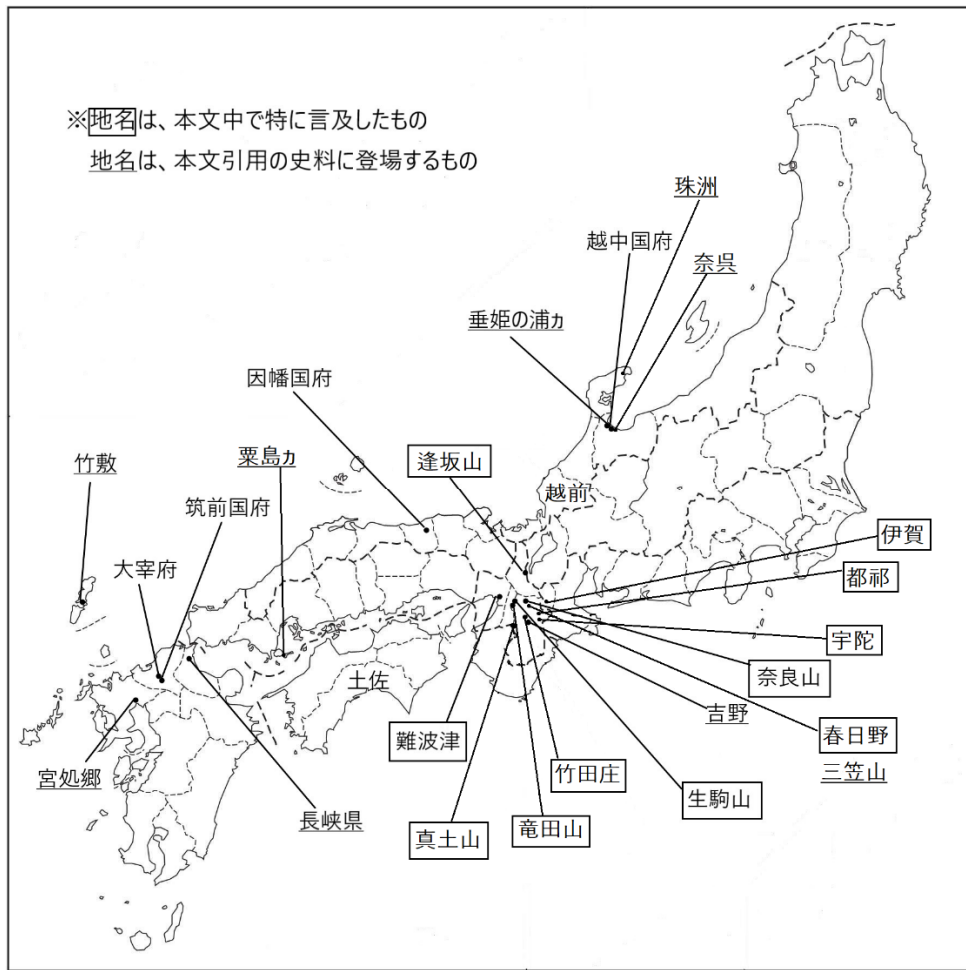 ※地名は、本文中で特に言及したもの
地名は、本文引用の史料に登場するもの
珠洲
越中国府
奈呉
垂姫の浦ヵ
因幡国府
粟島ヵ
逢坂山
竹敷
筑前国府
越前
伊賀
大宰府
都祁
宇陀
奈良山
土佐
吉野
難波津
春日野
三笠山
竹田庄
宮処郷
生駒山
長峡県
真土山
竜田山